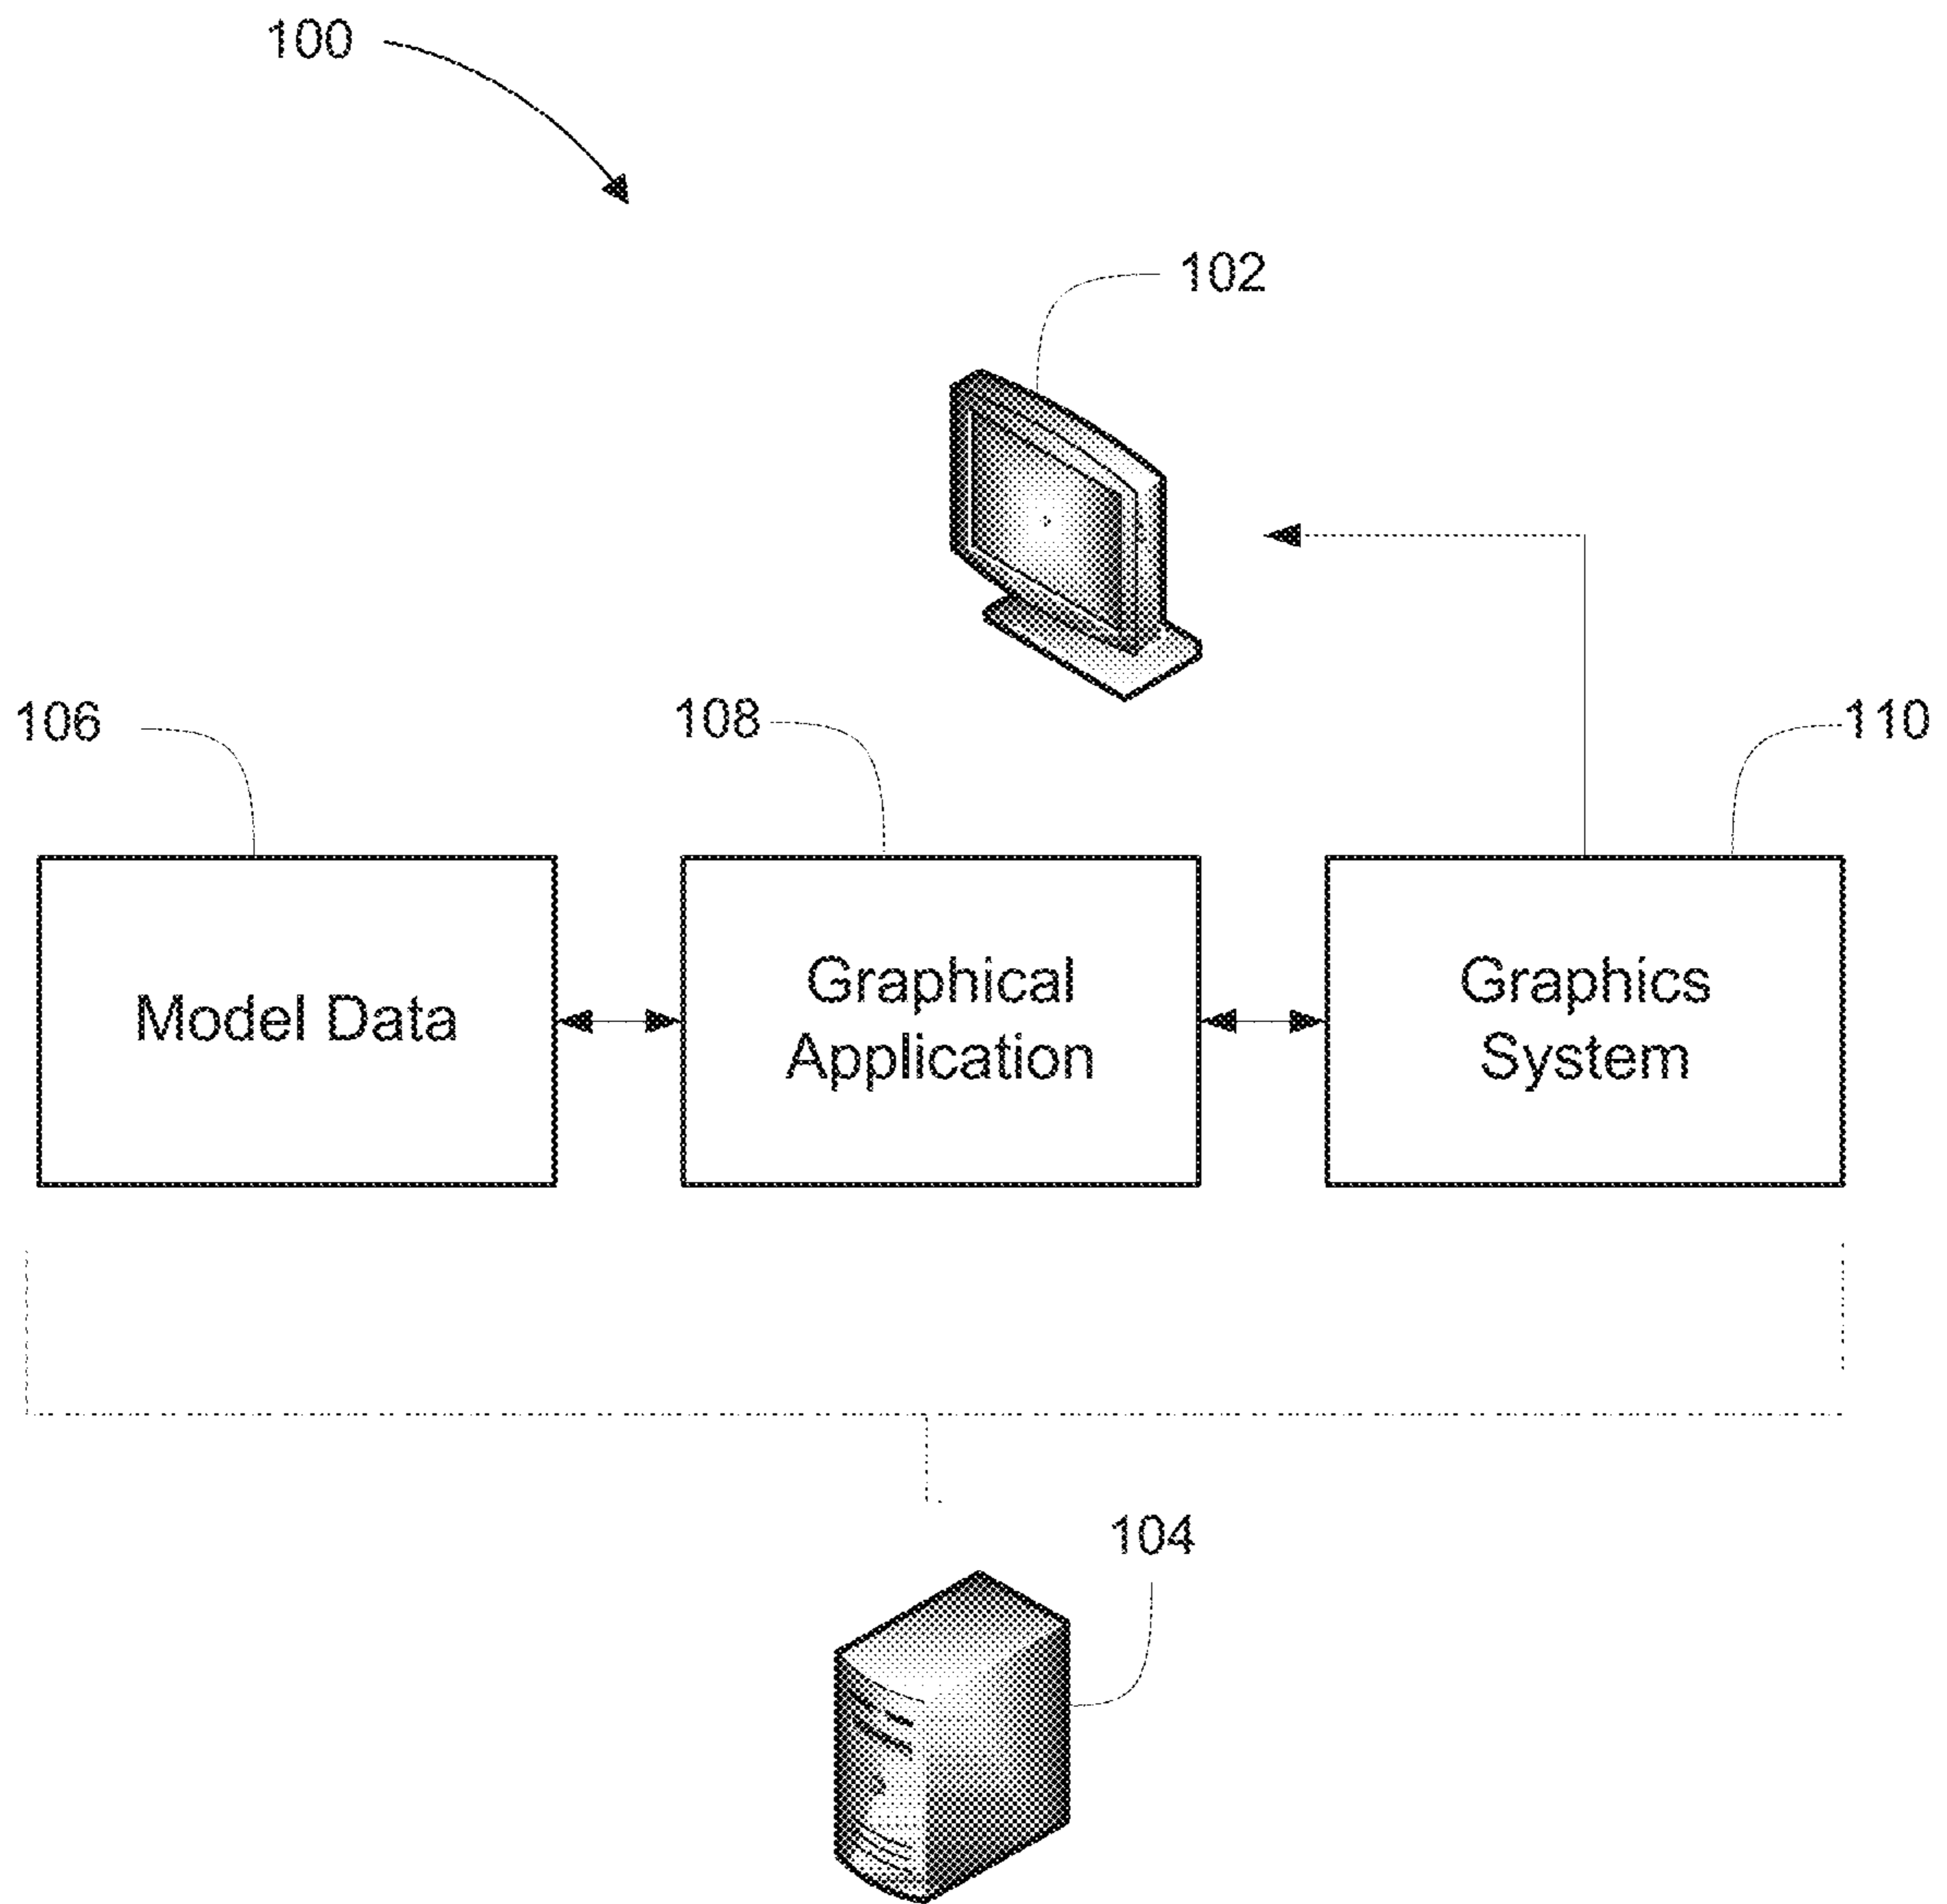 100
102
106
108
110
Model Data
Graphical
Application
Graphics
System
104